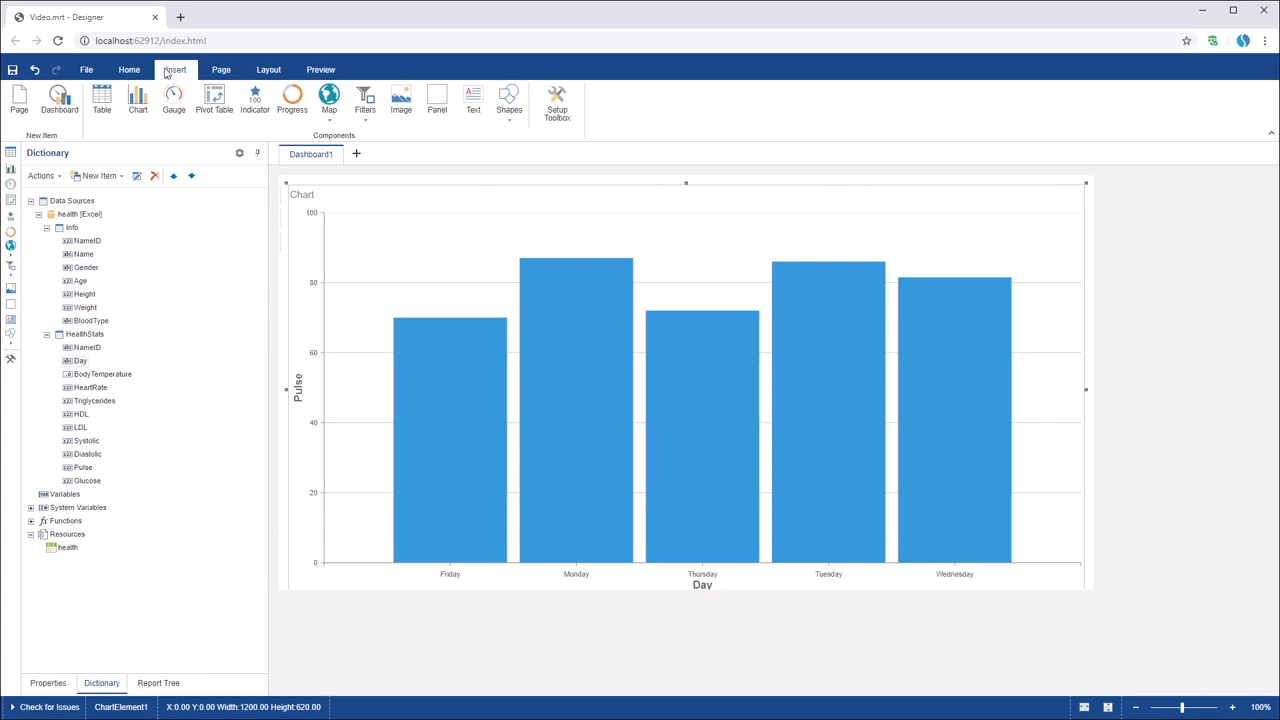 Video.mrt - Designer
localhost:62912/index.html
File Home Insert Page Layout Preview
Page Dashboard Table Chart Gauge Pivot Table Indicator Progress Map Filters Image Panel Text Shapes Setup Toolbox
100
New Item Components
Dictionary
Dashboard1
Actions New Item
Data Sources
health [Excel]
Info
NameID
Name
Gender
Age
Height
Weight
BloodType
HealthStats
NameID
Day
BodyTemperature
HeartRate
Triglycerides
HDL
LDL
Systolic
Diastolic
Pulse
Glucose
Variables
System Variables
fx Functions
Resources
health
Chart
100
80
60
40
20
0
Pulse
Friday Monday Thursday Tuesday Wednesday
Day
Properties Dictionary Report Tree
Check for Issues ChartElement1 X:0.00 Y:0.00 Width:1200.00 Height:620.00 100%